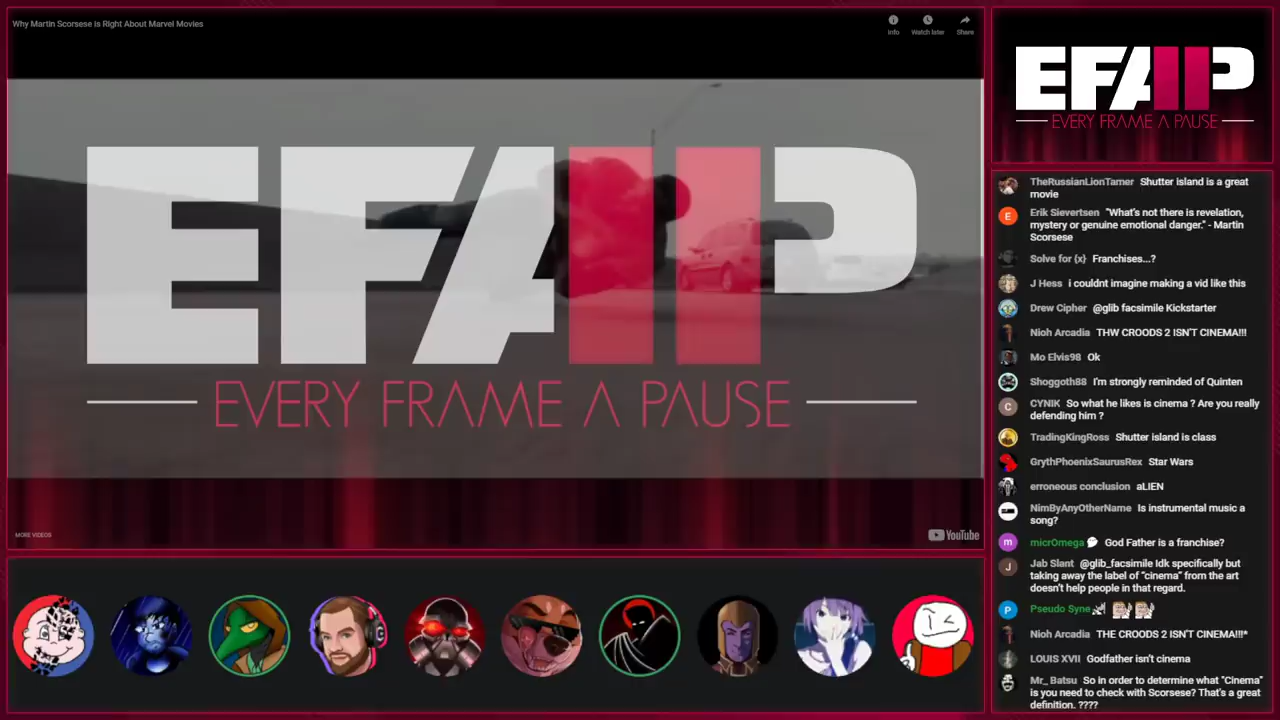 Why Martin Scorsese is Right About Marvel Movies
Info
Watch later
Share
EFAP
EVERY FRAME A PAUSE
MORE VIDEOS
YouTube
EFAP
EVERY FRAME A PAUSE
TheRussianLionTamer Shutter island is a great
movie
E
Erik Sievertsen "What's not there is revelation,
mystery or genuine emotional danger." - Martin
Scorsese
Solve for {x} Franchises...?
J Hess i couldnt imagine making a vid like this
Drew Cipher @glib facsimile Kickstarter
Nioh Arcadia THW CROODS 2 ISN'T CINEMA!!!
Mo Elvis98 Ok
Shoggoth88 I'm strongly reminded of Quinten
C
CYNIK So what he likes is cinema ? Are you really
defending him ?
TradingKingRoss Shutter island is class
GrythPhoenixSaurusRex Star Wars
erroneous conclusion aLIEN
NimByAnyOtherName Is instrumental music a
song?
m
micrOmega God Father is a franchise?
J
Jab Slant @glib_facsimile Idk specifically but
taking away the label of "cinema" from the art
doesn't help people in that regard.
P
Pseudo Syne
Nioh Arcadia THE CROODS 2 ISN'T CINEMA!!!*
LOUIS XVII Godfather isn't cinema
Mr_ Batsu So in order to determine what "Cinema"
is you need to check with Scorsese? That's a great
definition. ????